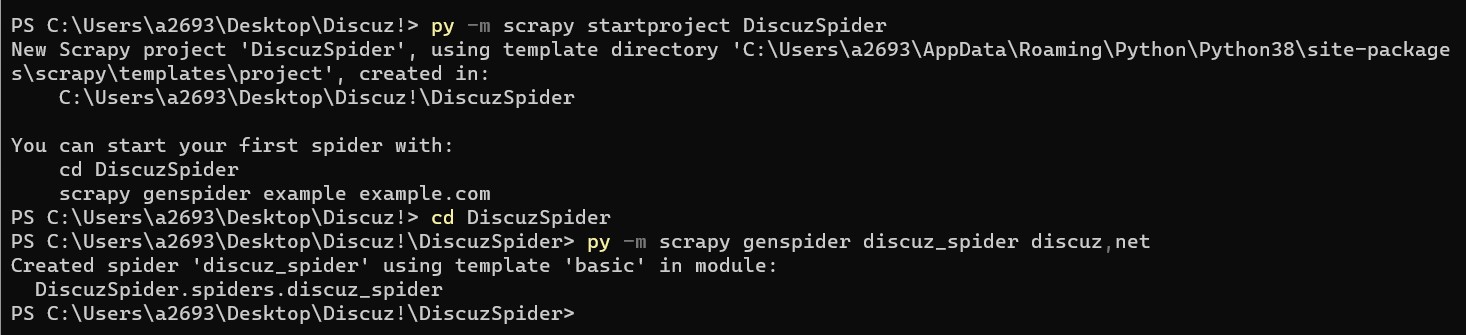 PS C:\Users\a2693\Desktop\Discuz!> py -m scrapy startproject DiscuzSpider
New Scrapy project 'DiscuzSpider', using template directory 'C:\Users\a2693\AppData\Roaming\Python\Python38\site-package
s\scrapy\templates\project', created in:
    C:\Users\a2693\Desktop\Discuz!\DiscuzSpider

You can start your first spider with:
    cd DiscuzSpider
    scrapy genspider example example.com
PS C:\Users\a2693\Desktop\Discuz!> cd DiscuzSpider
PS C:\Users\a2693\Desktop\Discuz!\DiscuzSpider> py -m scrapy genspider discuz_spider discuz,net
Created spider 'discuz_spider' using template 'basic' in module:
  DiscuzSpider.spiders.discuz_spider
PS C:\Users\a2693\Desktop\Discuz!\DiscuzSpider>